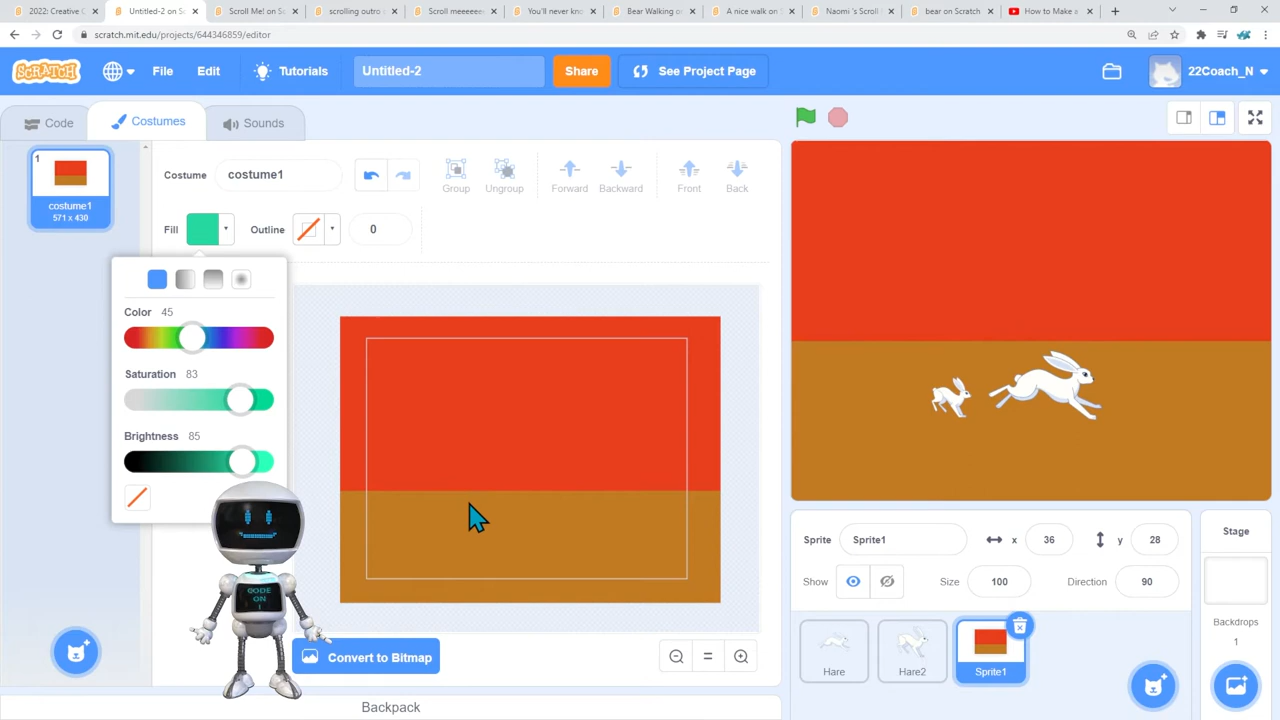 2022: Creative C
Untitled-2 on Sc
Scroll Me! on Sc
scrolling outro o
Scroll meeeeee
You'll never kno
Bear Walking on
A nice walk on S
Naomi 's Scroll
bear on Scratch
How to Make a
scratch.mit.edu/projects/644346859/editor
SCRATCH
File
Edit
Tutorials
Untitled-2
Share
See Project Page
22Coach_N
Code
Costumes
Sounds
1
costume1
571 x 430
Costume
costume1
Group
Ungroup
Forward
Backward
Front
Back
Fill
Outline
0
Color 45
Saturation 83
Brightness 85
CODE
ON
!
Convert to Bitmap
Backpack
Sprite
Sprite1
x
36
y
28
Show
Size
100
Direction
90
Hare
Hare2
Sprite1
Stage
Backdrops
1